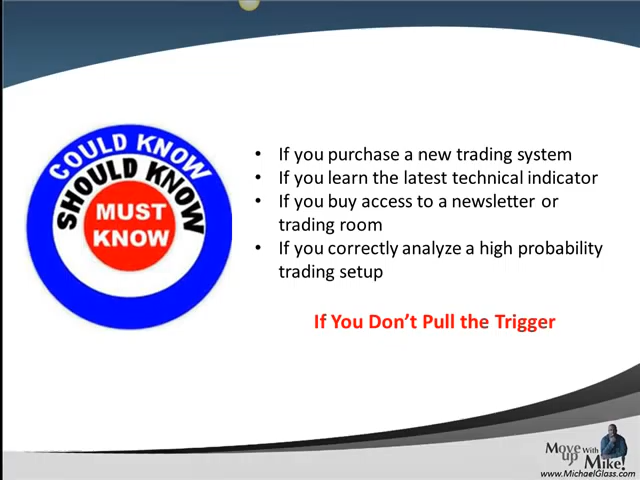 COULD KNOW
SHOULD KNOW
MUST
KNOW
• If you purchase a new trading system
• If you learn the latest technical indicator
• If you buy access to a newsletter or
trading room
• If you correctly analyze a high probability
trading setup
If You Don’t Pull the Trigger
Move up With Mike!
www.MichaelGlass.com